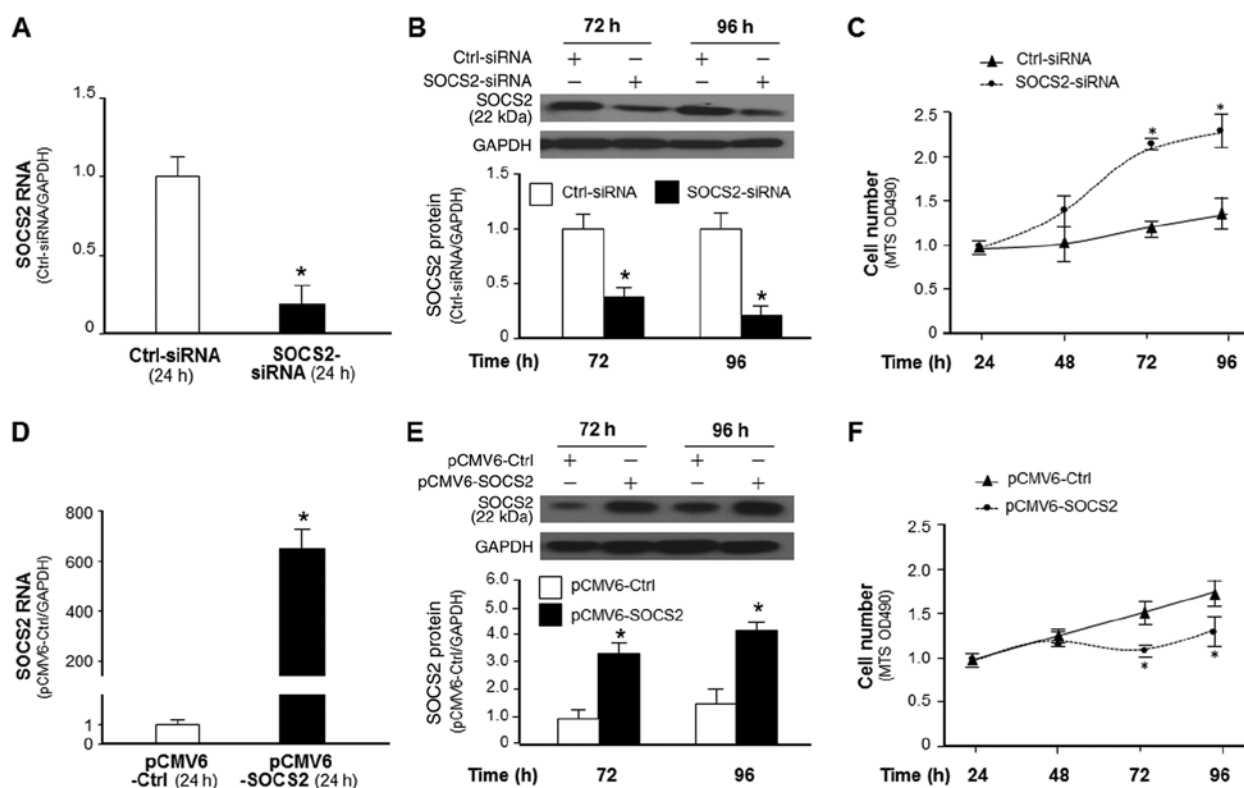 A
SOCS2 RNA
(Ctrl-siRNA/GAPDH)
1.5
1.0
0.5
0
*
Ctrl-siRNA
(24 h)
SOCS2-
siRNA (24 h)
B
72 h 96 h
Ctrl-siRNA + − + −
SOCS2-siRNA − + − +
SOCS2
(22 kDa)
GAPDH
SOCS2 protein
(Ctrl-siRNA/GAPDH)
1.5
1.0
0.5
0
Ctrl-siRNA SOCS2-siRNA
* *
Time (h) 72 96
C
Ctrl-siRNA
SOCS2-siRNA
Cell number
(MTS OD490)
2.5
2.0
1.5
1.0
0.5
* *
Time (h) 24 48 72 96
D
SOCS2 RNA
(pCMV6-Ctrl/GAPDH)
800
600
400
200
1
0
*
pCMV6
-Ctrl (24 h)
pCMV6
-SOCS2 (24 h)
E
72 h 96 h
pCMV6-Ctrl + − + −
pCMV6-SOCS2 − + − +
SOCS2
(22 kDa)
GAPDH
SOCS2 protein
(pCMV6-Ctrl/GAPDH)
6.0
5.0
4.0
3.0
2.0
1.0
0
pCMV6-Ctrl
pCMV6-SOCS2
* *
Time (h) 72 96
F
pCMV6-Ctrl
pCMV6-SOCS2
Cell number
(MTS OD490)
2.5
2.0
1.5
1.0
0.5
* *
Time (h) 24 48 72 96